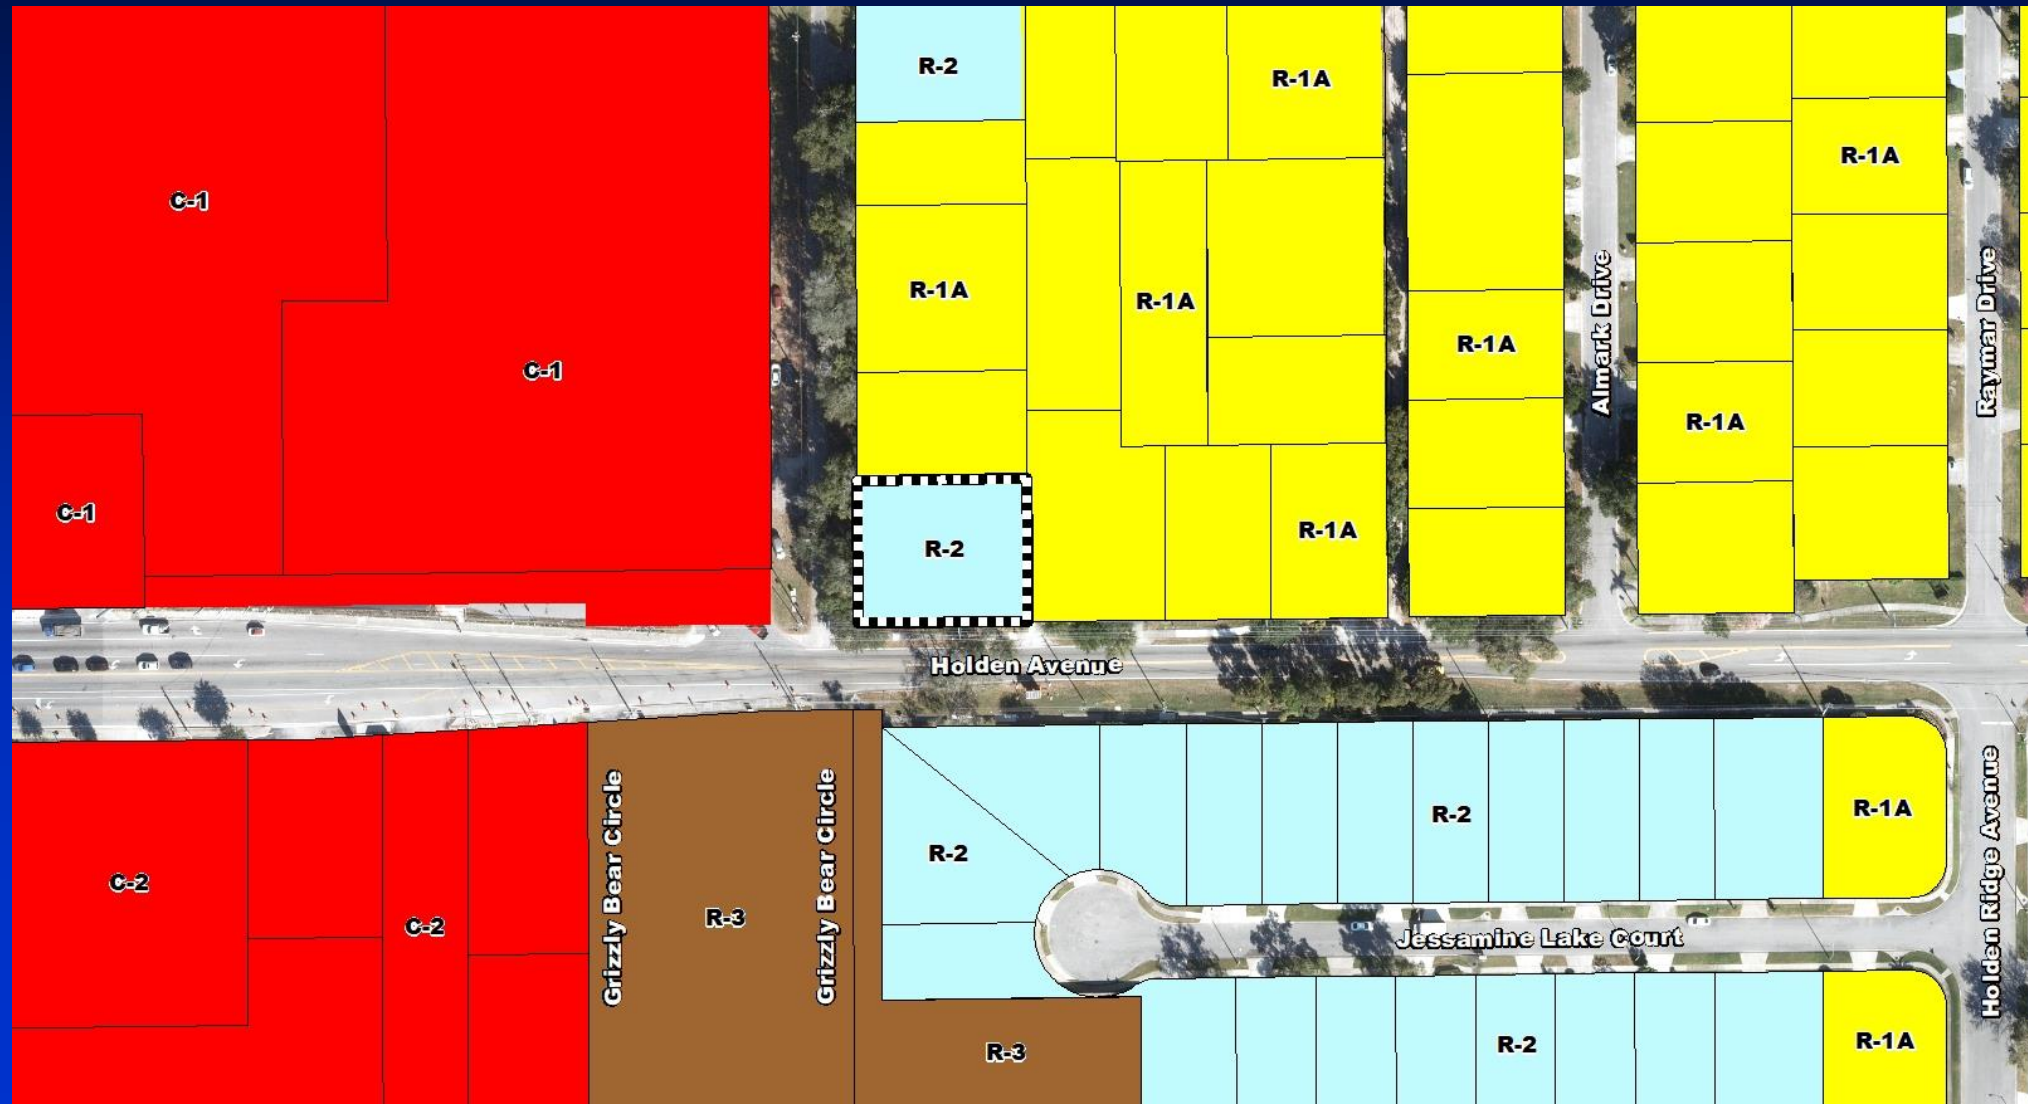 R-2
R-1A
R-1A
C-1
Almark Drive
Raymar Drive
R-1A
R-1A
R-1A
C-1
R-1A
C-1
R-2
R-1A
R-1A
Holden Avenue
Grizzly Bear Circle
Grizzly Bear Circle
R-2
R-1A
Holden Ridge Avenue
R-2
C-2
C-2
R-3
Jessamine Lake Court
R-3
R-2
R-1A